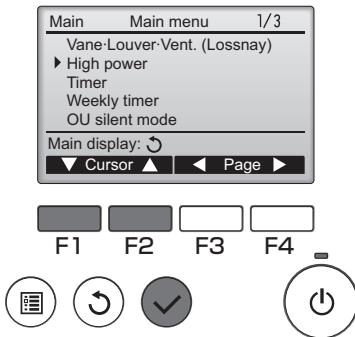 Main Main menu 1/3
Vane·Louver·Vent. (Lossnay)
High power
Timer
Weekly timer
OU silent mode
Main display:
Cursor Page
F1 F2 F3 F4